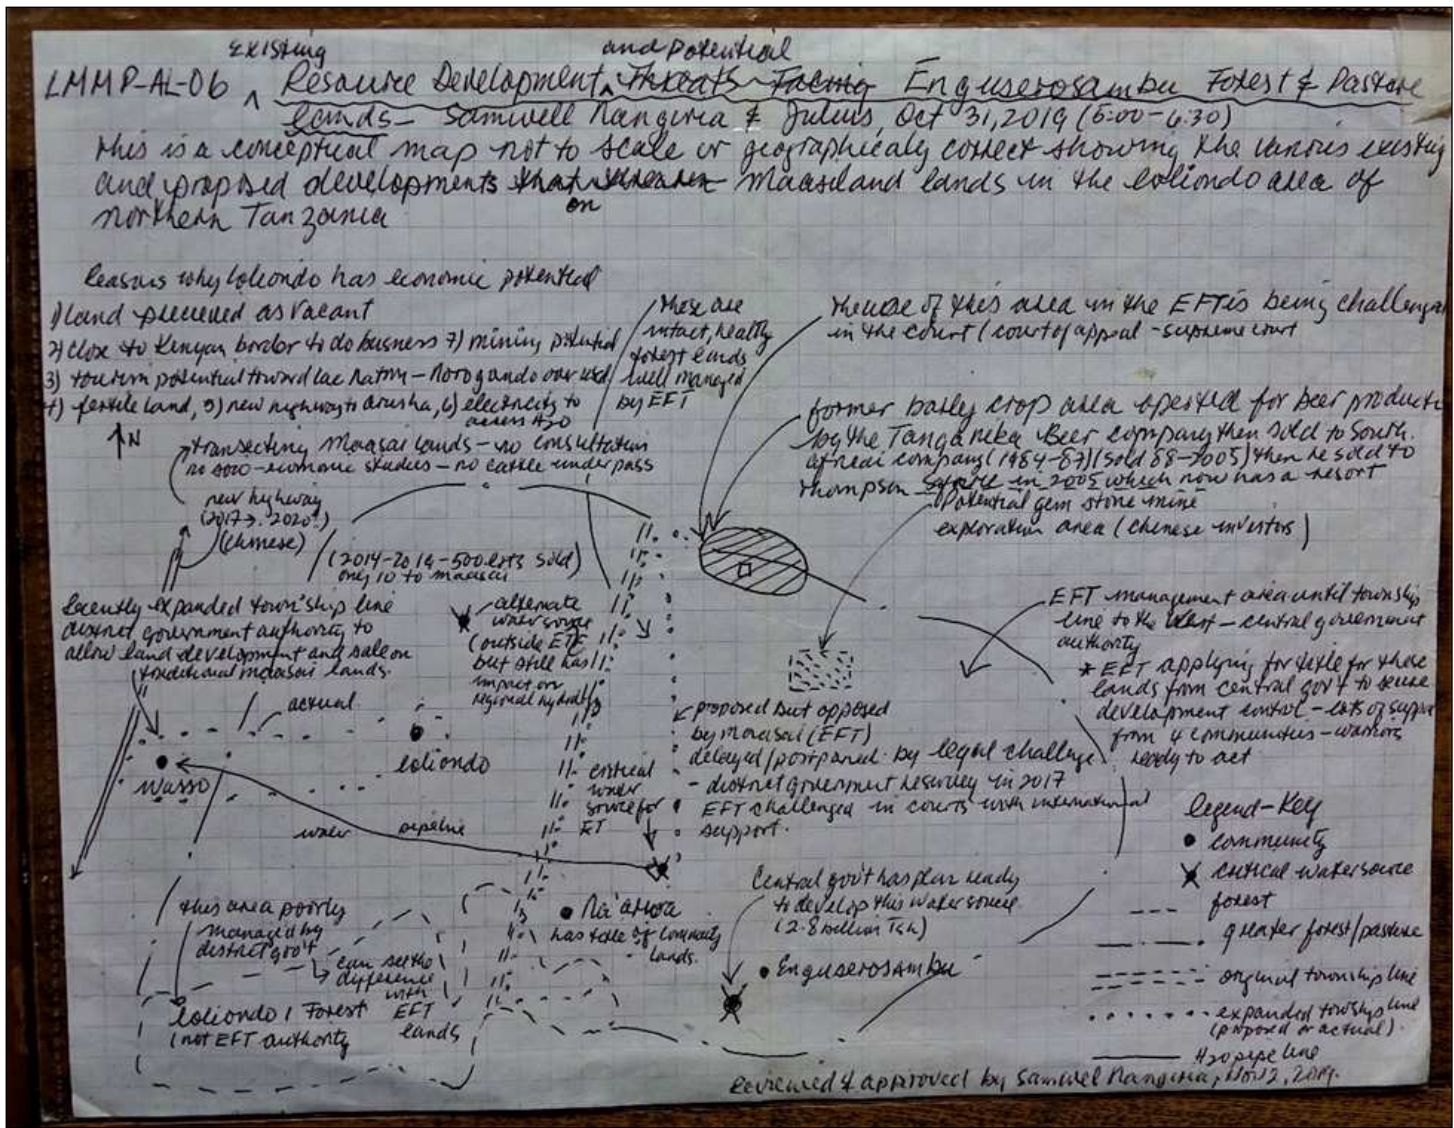 Existing and Potential
LMMP-AL-06 ^ Resource Development ^ Threats Facing Enguserosambu Forest & Pasture
lands – Samwell Nangiria & Julius, Oct 31, 2019 (5:00-6:30)
This is a conceptual map not to scale or geographicaly correct showing the various existing
and proposed developments that on Maasailand lands in the Loliondo area of
northern Tanzania
Reasons why Loliondo has economic potential
1) land percieved as vacant
2) close to Kenyan border to do business 7) mining potential
3) tourism potential toward Lac Natron –
4) fertile land, 5) new highway to Arusha, 6) electricity to
access H2O
These are
intact, healthy
forest lands
well managed
by EFT
The use of this area in the EFT is being challenged
in the court (court of appeal – supreme court
former barley crop area operated for beer production
by the Tanganika Beer company then sold to South
african company (1984-87) (sold 88-2005) then he sold to
Thompson in 2005 which now has a resort
Potential gem stone mine
exploration area (Chinese investors)
N
transecting Maasai lands – no consultation
no socio-economic studies – no cattle underpass
new highway
(2017 → 2020?)
(Chinese)
(2014-2019 – 500 lots sold)
only 10 to maasai
Recently expanded township line
district government authority to
allow land development and sale on
traditional maasai lands.
alternate
water source
(outside EFT
but still has
impact on
regional
EFT management area until township
line to the West – central government
authority
* EFT applying for title for these
lands from central gov't to secure
development control – lots of support
from 4 communities – warriors
ready to act
actual
Loliondo
Wasso
water pipeline
critical
water
source for
ET
proposed but opposed
by maasai (EFT)
delayed/postponed by legal challenge
- district government resurvey in 2017
EFT challenged in courts with international
support.
Legend – Key
community
critical water source
forest
greater forest/pasture
original township line
expanded township line
(proposed or actual)
H2O pipe line
Central gov't has plan ready
to develop this water source
(2.8 billion Tsh)
this area poorly
managed by
district gov't
can see the
difference
with
EFT
lands
Na'arwa
has title of community
lands.
Enguserosambu
Loliondo 1 Forest
(not EFT authority
Reviewed & approved by Samwel Nangiria, Nov 2, 2019.